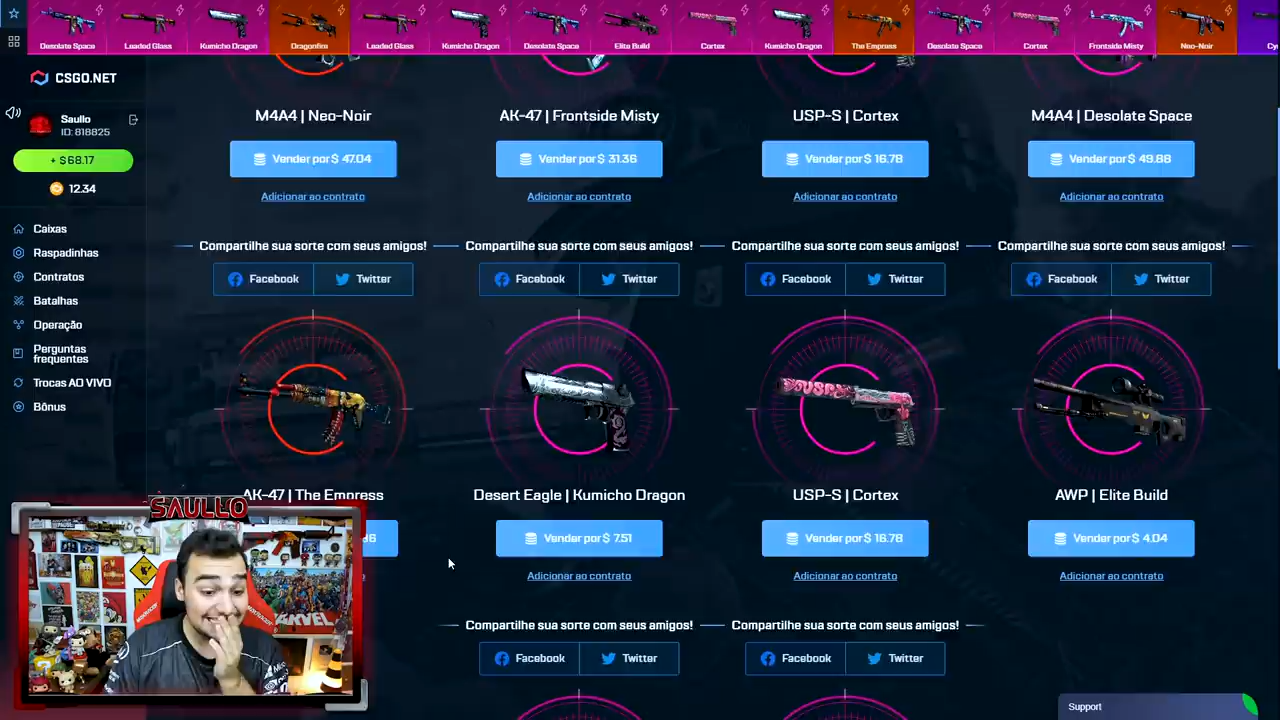 Desolate Space
Leaded Glass
Kumicho Dragon
Dragonfire
Leaded Glass
Kumicho Dragon
Desolate Space
Elite Build
Cortex
Kumicho Dragon
The Empress
Desolate Space
Cortex
Frontside Misty
Neo-Noir
CSGO.NET
Saullo
ID: 818825
+ $68.17
12.34
Caixas
Raspadinhas
Contratos
Batalhas
Operação
Perguntas
frequentes
Trocas AO VIVO
Bônus
M4A4 | Neo-Noir
AK-47 | Frontside Misty
USP-S | Cortex
M4A4 | Desolate Space
Vender por $ 47.04
Vender por $ 31.36
Vender por $ 16.78
Vender por $ 49.88
Adicionar ao contrato
Adicionar ao contrato
Adicionar ao contrato
Adicionar ao contrato
Compartilhe sua sorte com seus amigos!
Compartilhe sua sorte com seus amigos!
Compartilhe sua sorte com seus amigos!
Compartilhe sua sorte com seus amigos!
Facebook
Twitter
Facebook
Twitter
Facebook
Twitter
Facebook
Twitter
AK-47 | The Empress
Desert Eagle | Kumicho Dragon
USP-S | Cortex
AWP | Elite Build
Vender por $ 7.51
Vender por $ 16.78
Vender por $ 4.04
Adicionar ao contrato
Adicionar ao contrato
Adicionar ao contrato
Compartilhe sua sorte com seus amigos!
Compartilhe sua sorte com seus amigos!
Facebook
Twitter
Facebook
Twitter
SAULLO
MARVEL
Support